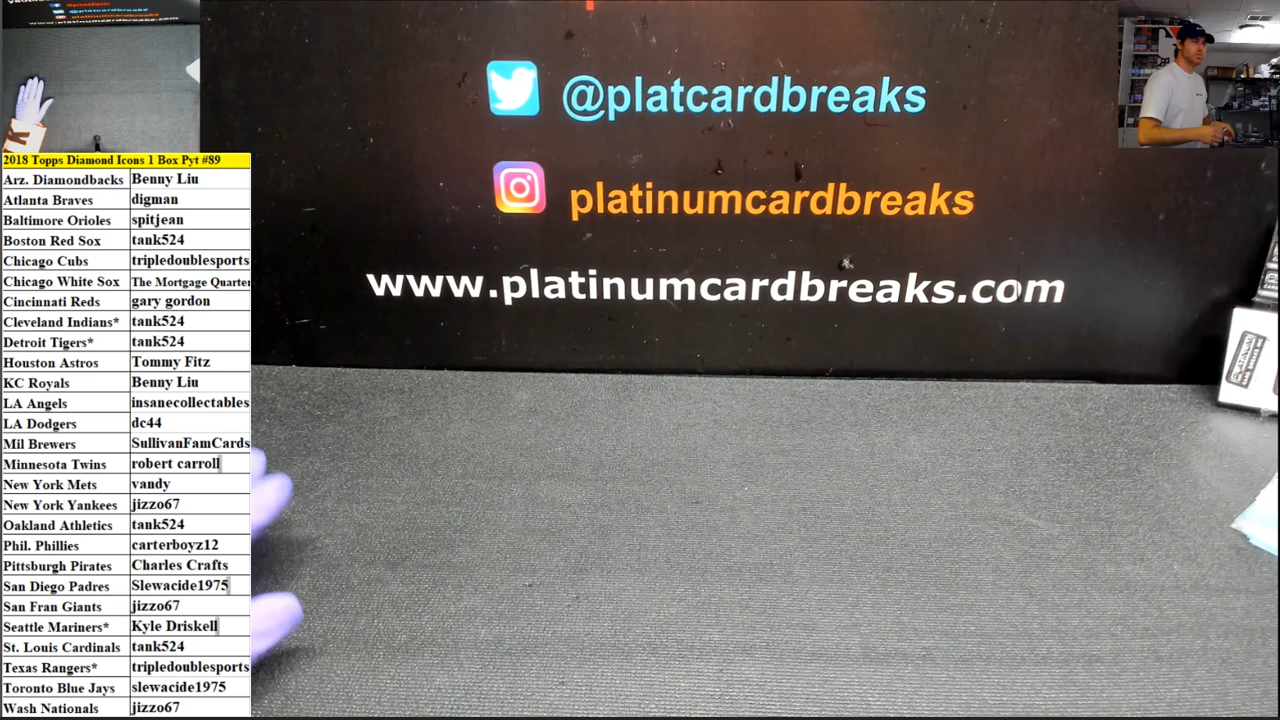 www.platinumcardbreaks.com
@platcardbreaks
platinumcardbreaks
www.platinumcardbreaks.com
2018 Topps Diamond Icons 1 Box Pyt #89
Arz. Diamondbacks Benny Liu
Atlanta Braves digman
Baltimore Orioles spitjean
Boston Red Sox tank524
Chicago Cubs tripledoublesports
Chicago White Sox The Mortgage Quarter
Cincinnati Reds gary gordon
Cleveland Indians* tank524
Detroit Tigers* tank524
Houston Astros Tommy Fitz
KC Royals Benny Liu
LA Angels insanecollectables
LA Dodgers dc44
Mil Brewers SullivanFamCards
Minnesota Twins robert carroll
New York Mets vandy
New York Yankees jizzo67
Oakland Athletics tank524
Phil. Phillies carterboyz12
Pittsburgh Pirates Charles Crafts
San Diego Padres Slewacide1975
San Fran Giants jizzo67
Seattle Mariners* Kyle Driskell
St. Louis Cardinals tank524
Texas Rangers* tripledoublesports
Toronto Blue Jays slewacide1975
Wash Nationals jizzo67
PLATINUM